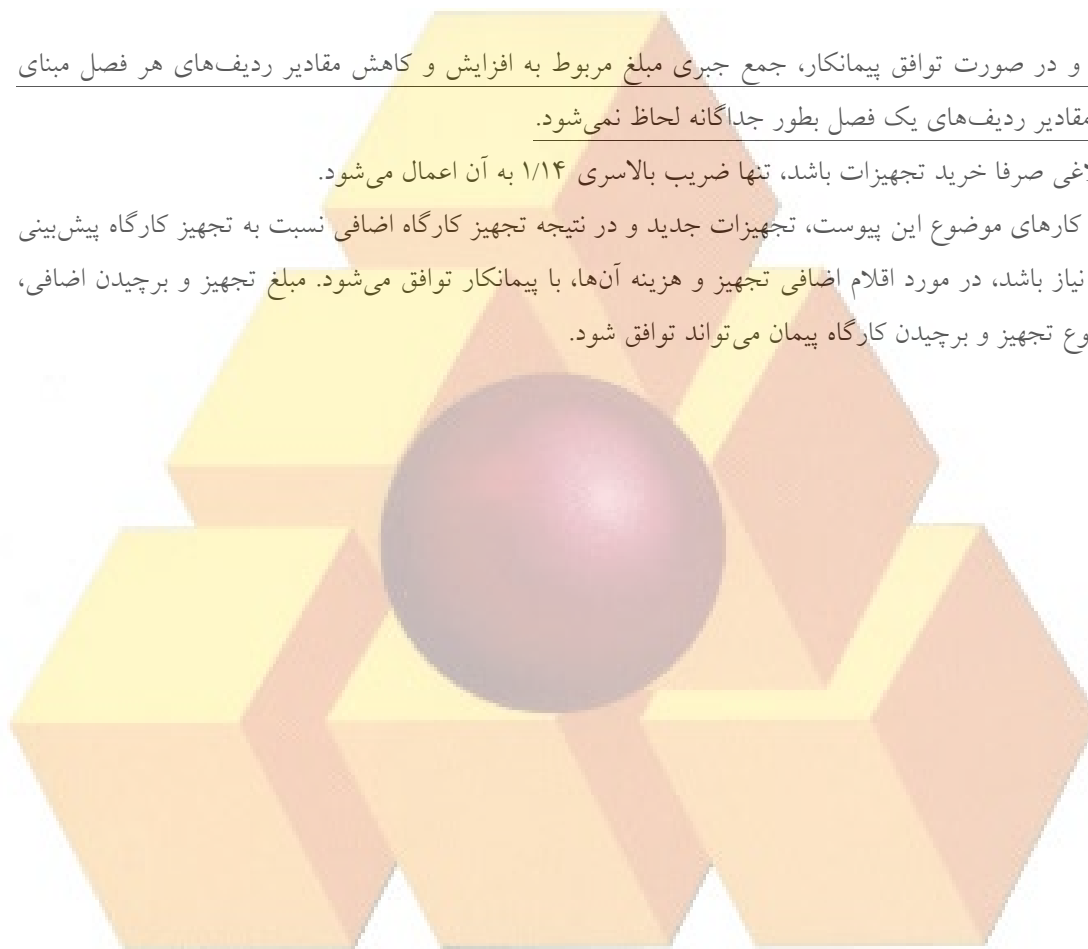 و در صورت توافق پیمانکار، جمع جبری مبلغ مربوط به افزایش و کاهش مقادیر ردیف‌های هر فصل مبنای
مقادیر ردیف‌های یک فصل بطور جداگانه لحاظ نمی‌شود.
صرفا خرید تجهیزات باشد، تنها ضریب بالاسری ۱/۱۴ به آن اعمال می‌شود.
کارهای موضوع این پیوست، تجهیزات جدید و در نتیجه تجهیز کارگاه اضافی نسبت به تجهیز کارگاه پیش‌بینی
نیاز باشد، در مورد اقلام اضافی تجهیز و هزینه آن‌ها، با پیمانکار توافق می‌شود. مبلغ تجهیز و برچیدن اضافی،
تجهیز و برچیدن کارگاه پیمان می‌تواند توافق شود.